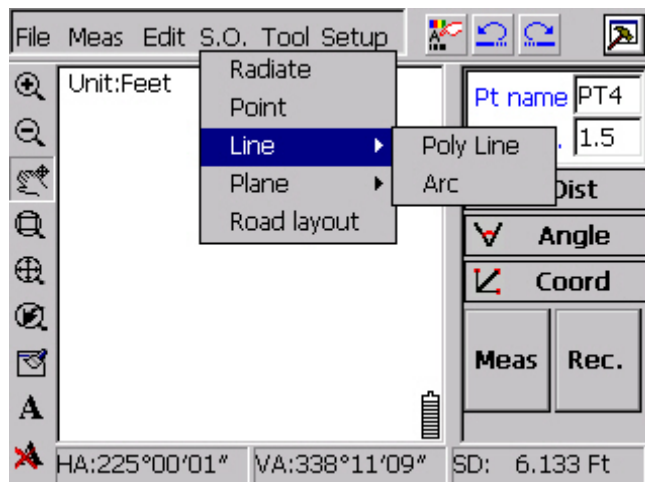 File Meas Edit S.O. Tool Setup
Unit:Feet
Radiate
Point
Line
Plane
Road layout
Poly Line
Arc
Pt name PT4
. 1.5
Dist
Angle
Coord
Meas Rec.
A
HA:225°00'01" VA:338°11'09" SD: 6.133 Ft